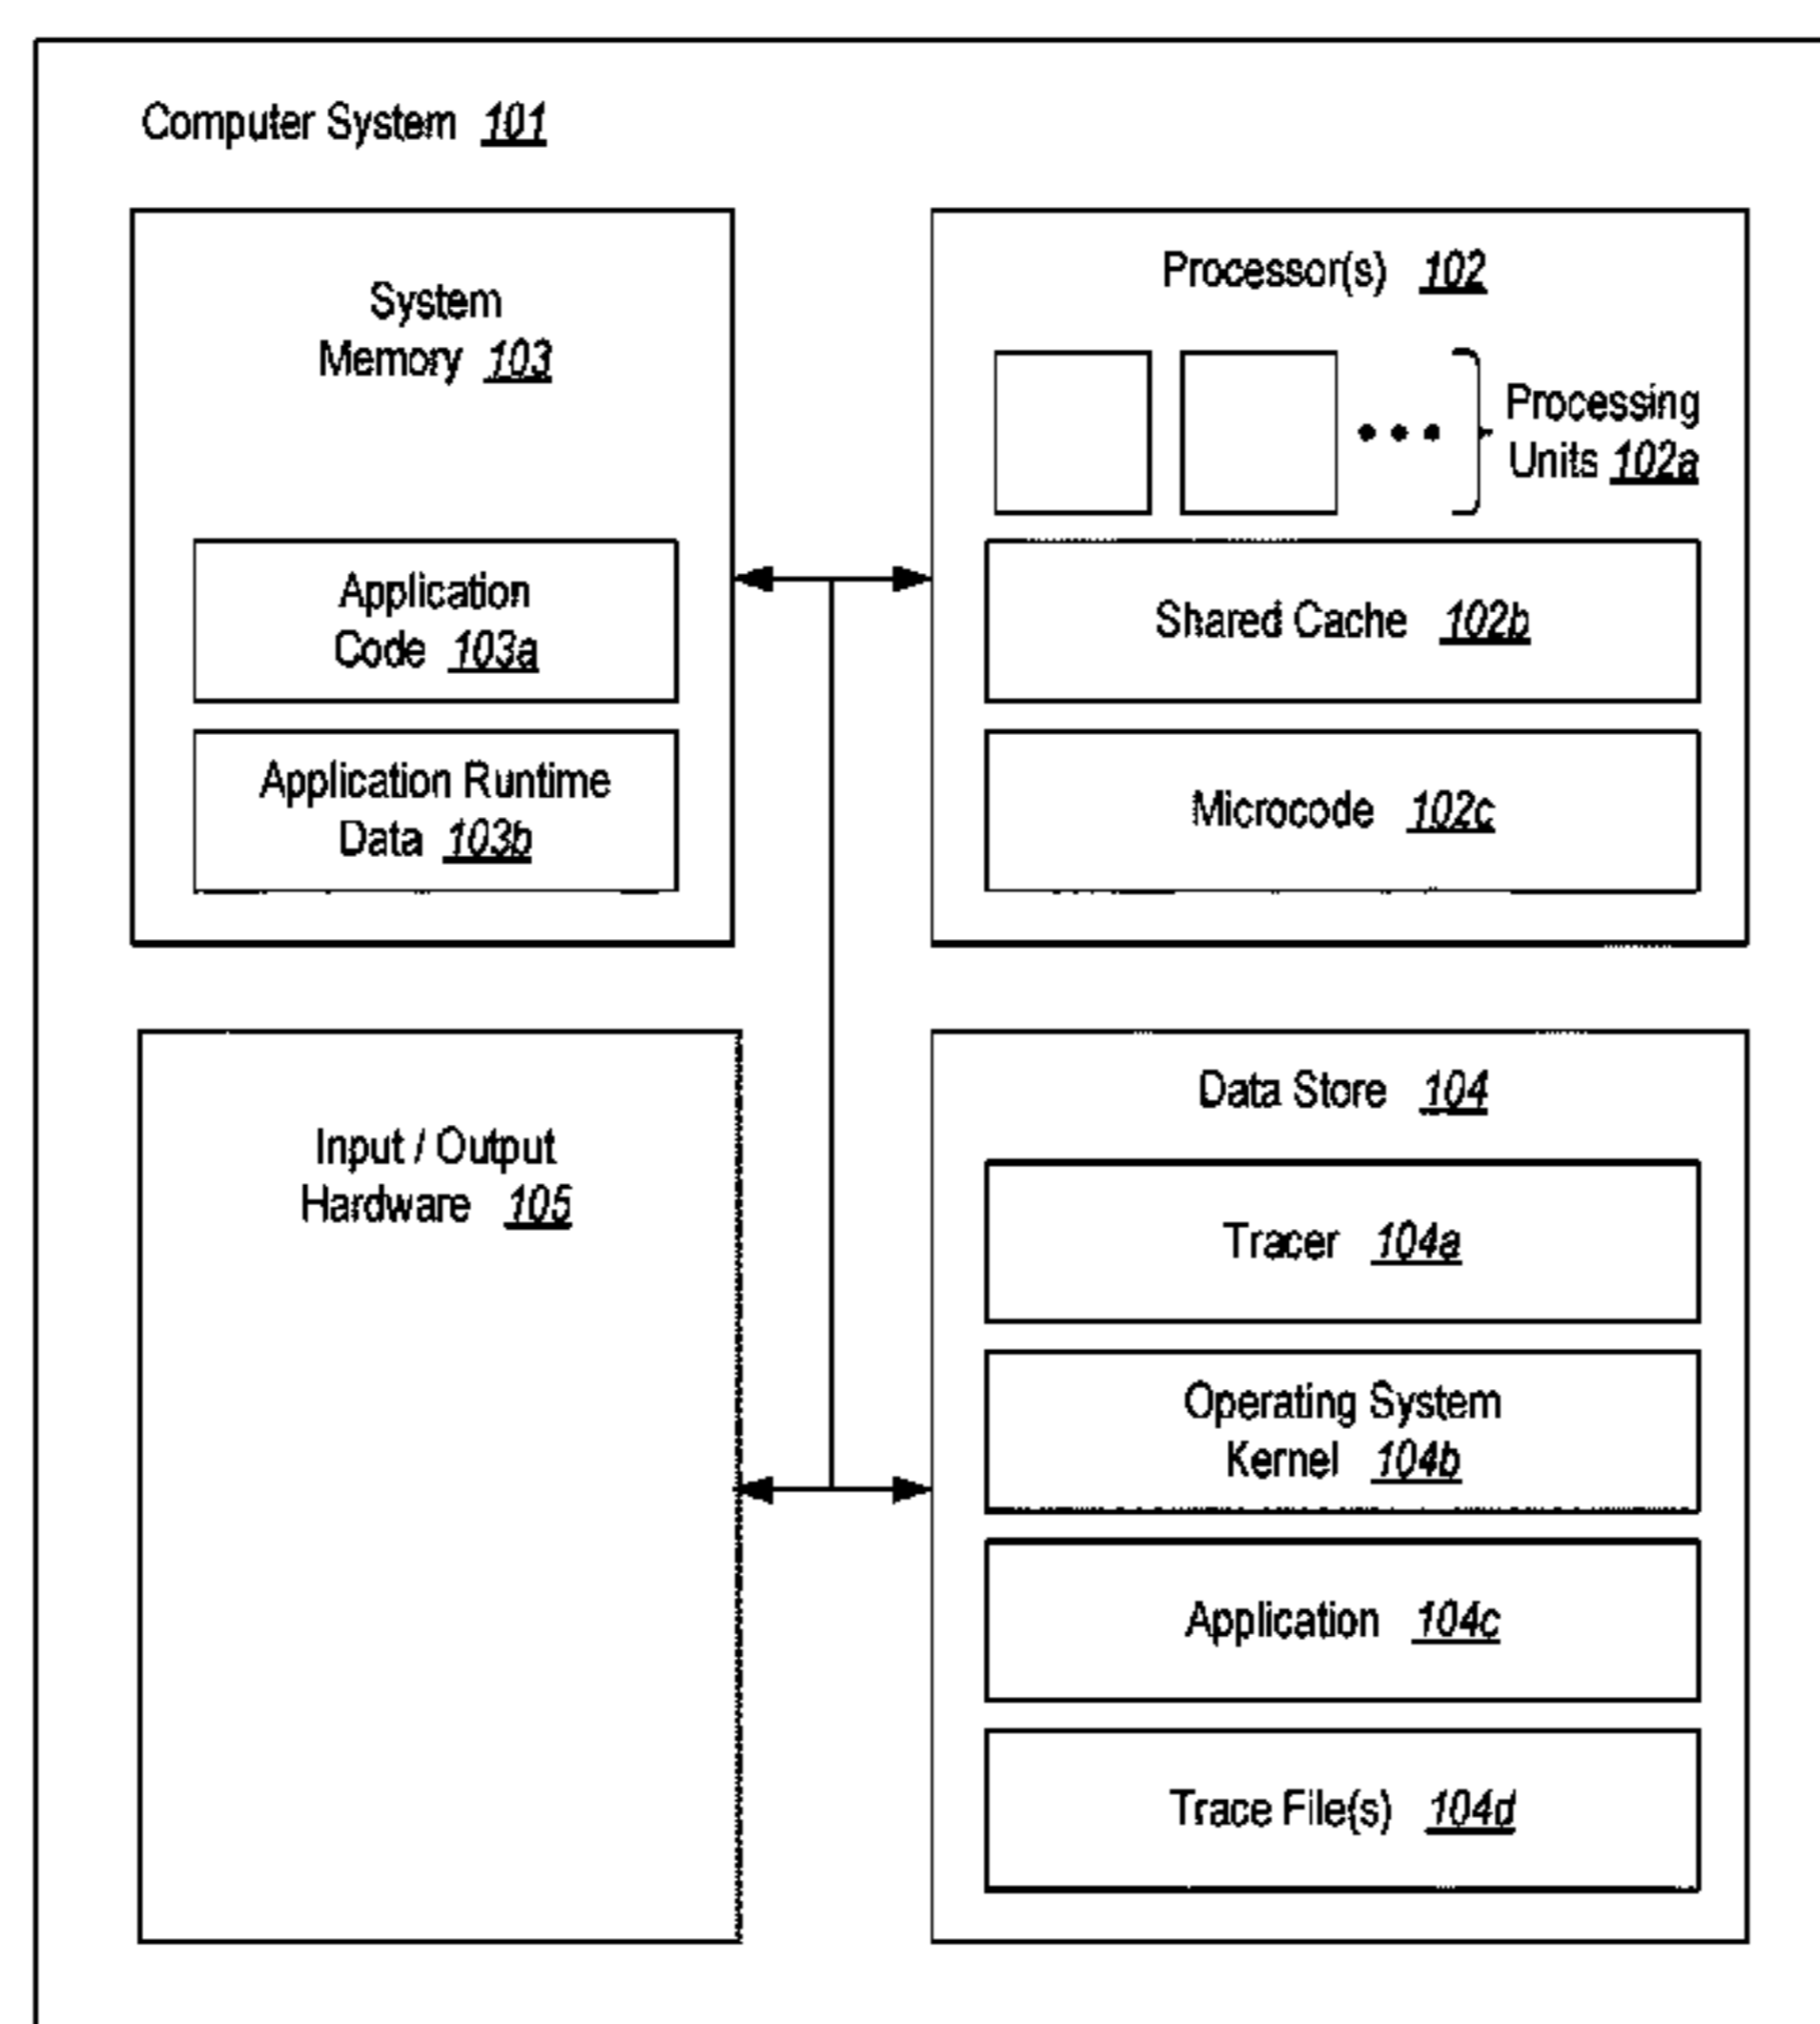 Computer System 101
System
Memory 103
Application
Code 103a
Application Runtime
Data 103b
Processor(s) 102
Processing
Units 102a
Shared Cache 102b
Microcode 102c
Input / Output
Hardware 105
Data Store 104
Tracer 104a
Operating System
Kernel 104b
Application 104c
Trace File(s) 104d